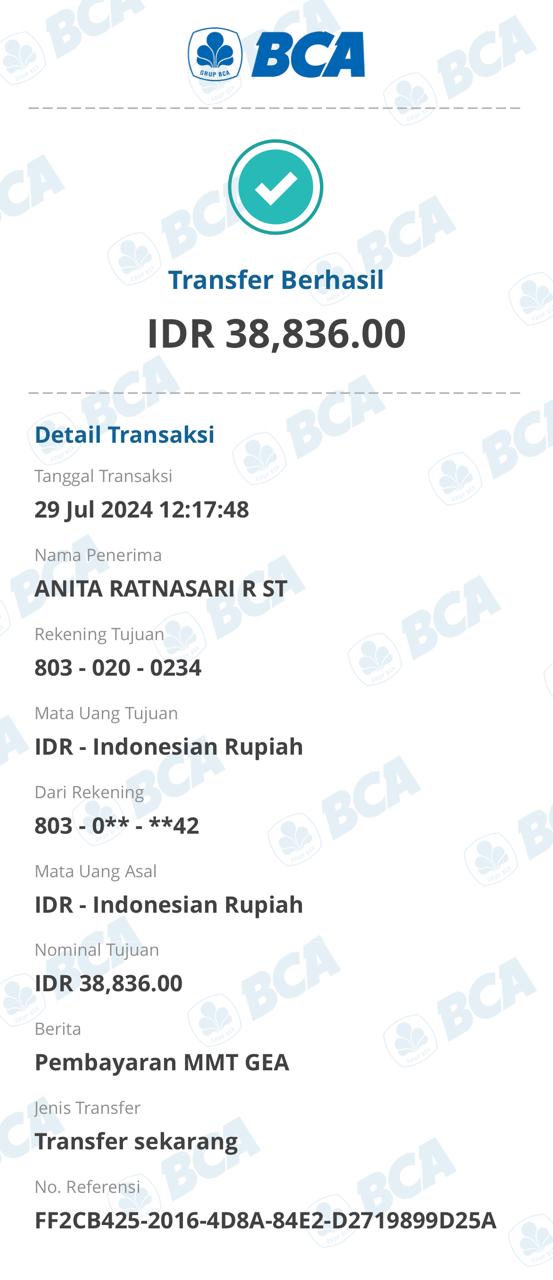 GRUP BCA
BCA
Transfer Berhasil
IDR 38,836.00
Detail Transaksi
Tanggal Transaksi
29 Jul 2024 12:17:48
Nama Penerima
ANITA RATNASARI R ST
Rekening Tujuan
803 - 020 - 0234
Mata Uang Tujuan
IDR - Indonesian Rupiah
Dari Rekening
803 - 0** - **42
Mata Uang Asal
IDR - Indonesian Rupiah
Nominal Tujuan
IDR 38,836.00
Berita
Pembayaran MMT GEA
Jenis Transfer
Transfer sekarang
No. Referensi
FF2CB425-2016-4D8A-84E2-D2719899D25A